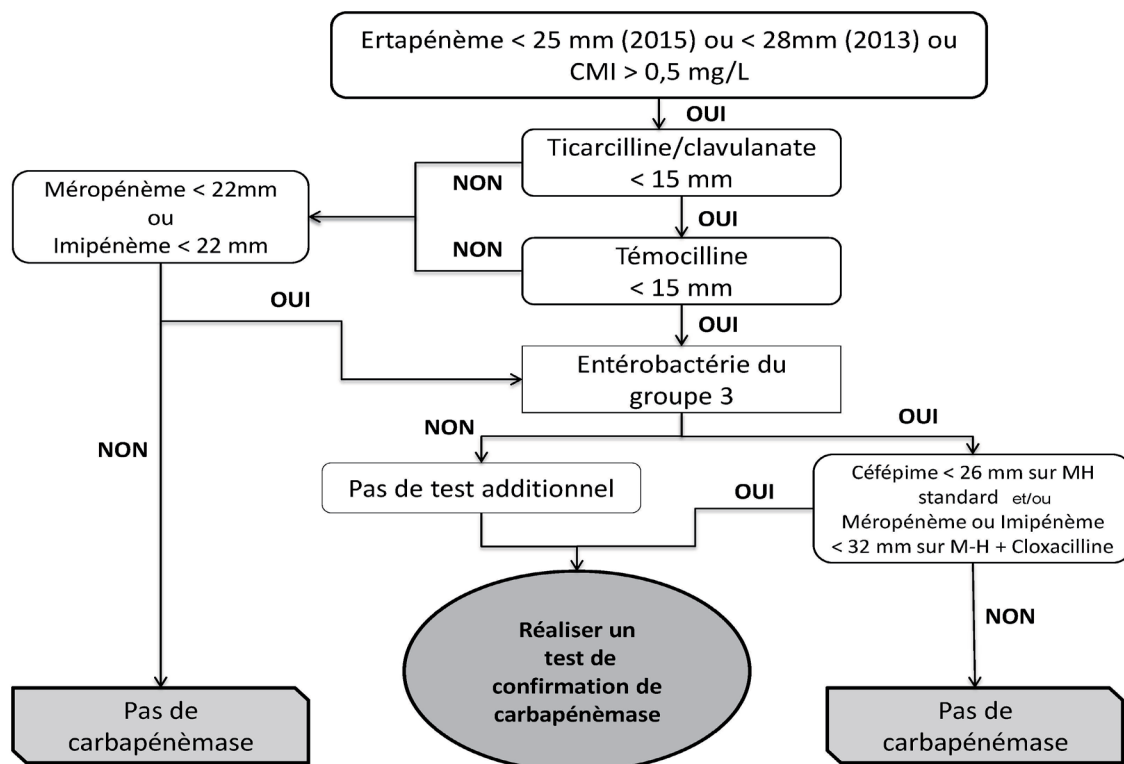 Ertapénème < 25 mm (2015) ou < 28mm (2013) ou
CMI > 0,5 mg/L
OUI
Ticarcilline/clavulanate
< 15 mm
NON
Méropénème < 22mm
ou
Imipénème < 22 mm
OUI
NON
Témocilline
< 15 mm
OUI
OUI
Entérobactérie du
groupe 3
NON
NON
OUI
Pas de test additionnel
OUI
Céfépime < 26 mm sur MH
standard et/ou
Méropénème ou Imipénème
< 32 mm sur M-H + Cloxacilline
NON
Réaliser un
test de
confirmation de
carbapénèmase
Pas de
carbapénèmase
Pas de
carbapénémase